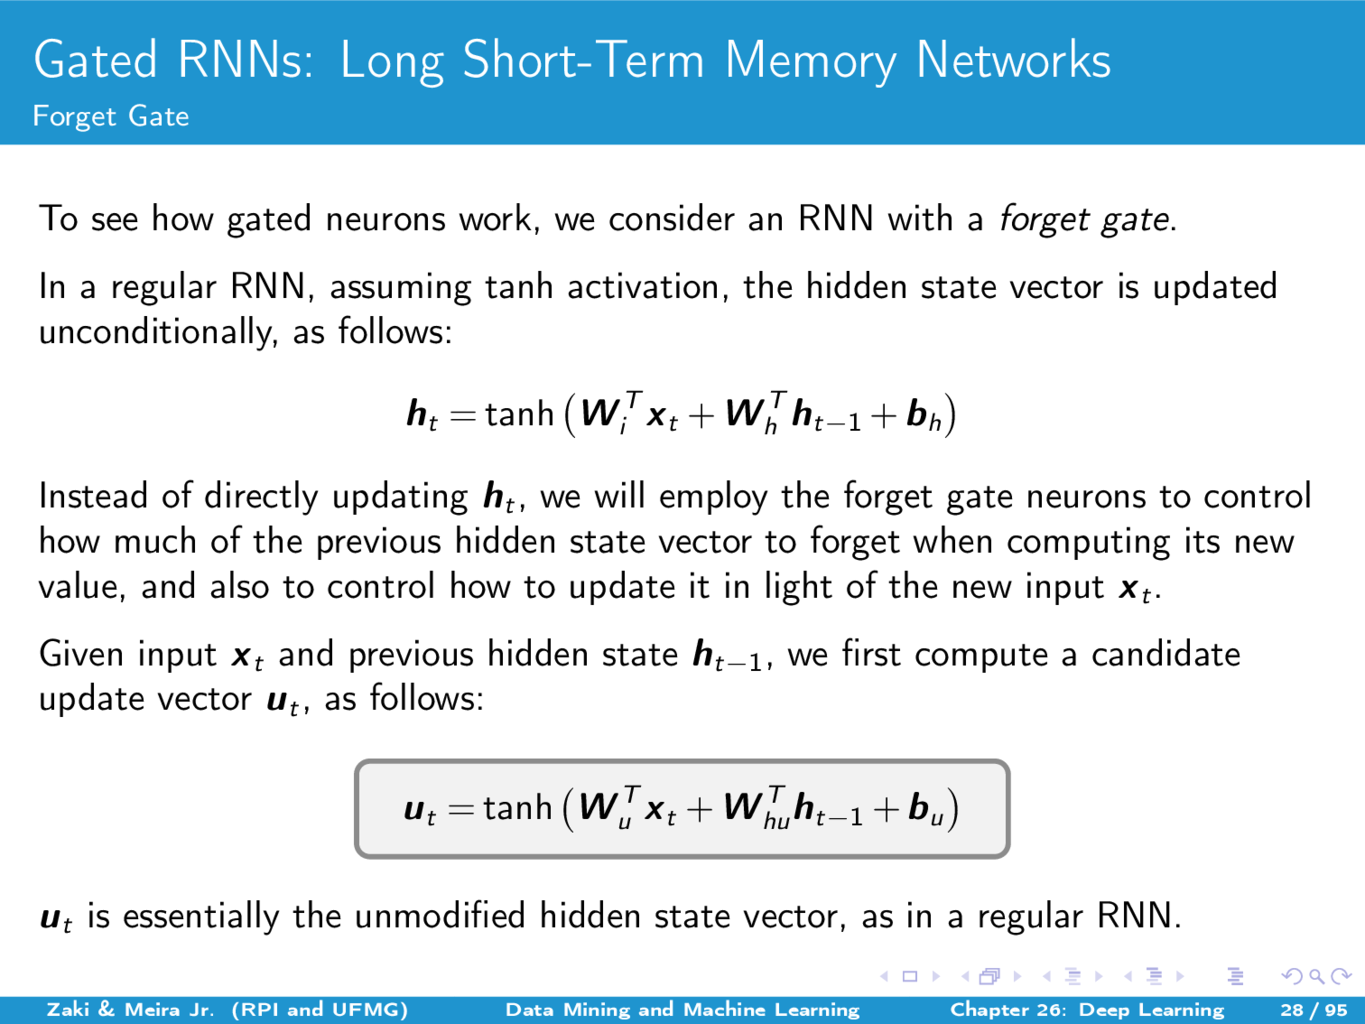 Gated RNNs: Long Short-Term Memory Networks
Forget Gate
To see how gated neurons work, we consider an RNN with a forget gate.
In a regular RNN, assuming tanh activation, the hidden state vector is updated
unconditionally, as follows:
h_t = tanh (W_i^T x_t + W_h^T h_{t−1} + b_h)
Instead of directly updating h_t, we will employ the forget gate neurons to control
how much of the previous hidden state vector to forget when computing its new
value, and also to control how to update it in light of the new input x_t.
Given input x_t and previous hidden state h_{t−1}, we first compute a candidate
update vector u_t, as follows:
u_t = tanh (W_u^T x_t + W_{hu}^T h_{t−1} + b_u)
u_t is essentially the unmodified hidden state vector, as in a regular RNN.
Zaki & Meira Jr. (RPI and UFMG) Data Mining and Machine Learning Chapter 26: Deep Learning 28 / 95